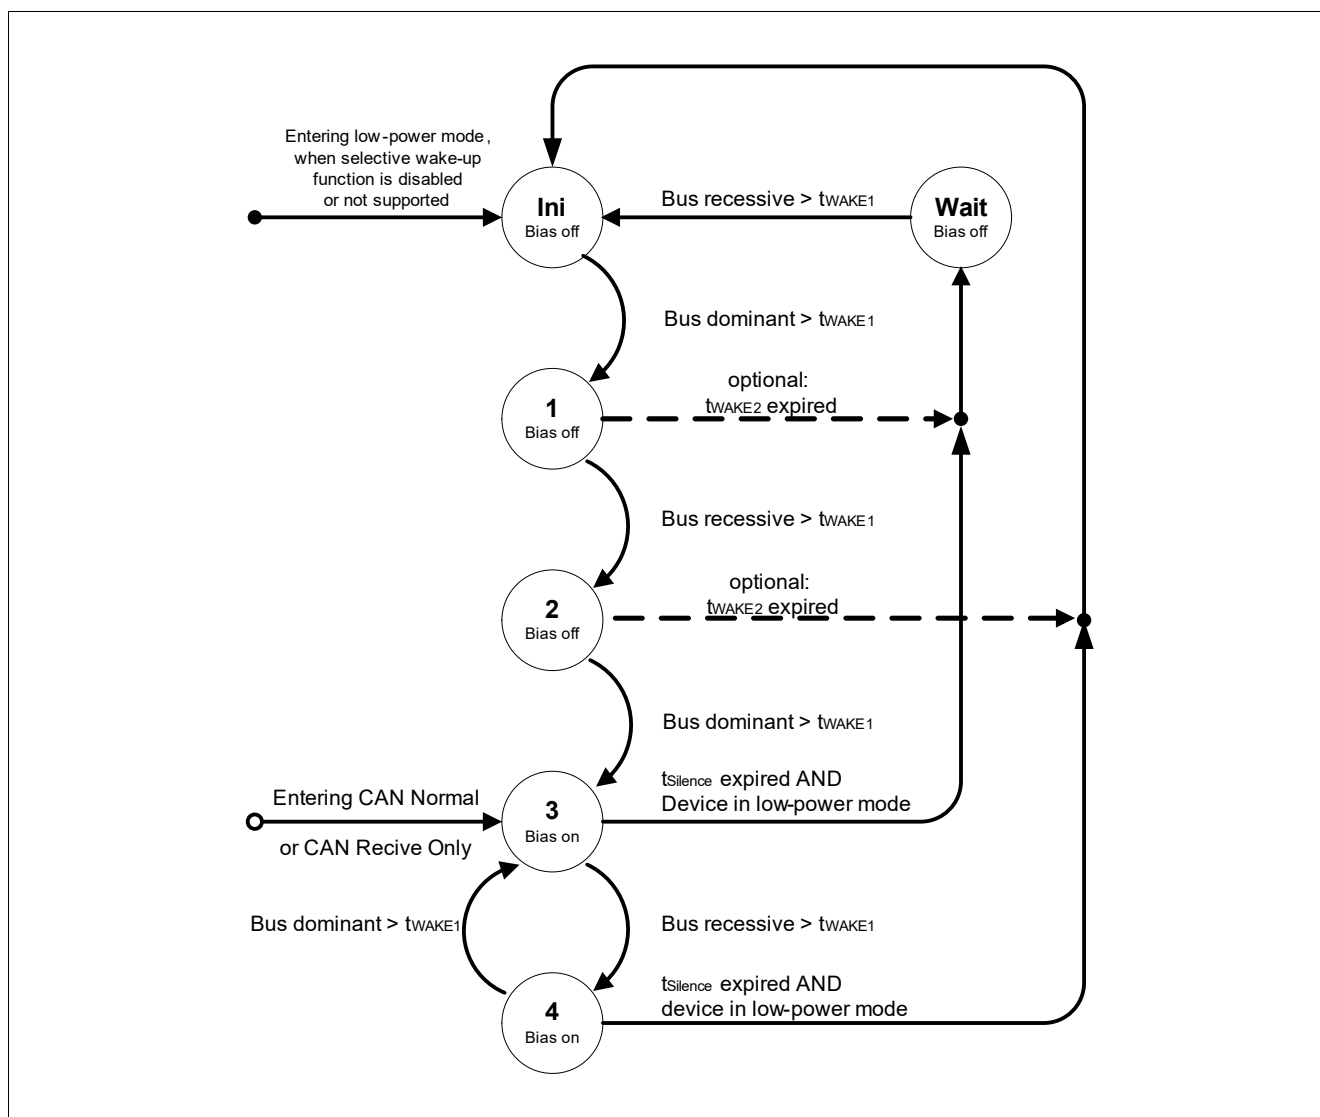 Entering low-power mode,
when selective wake-up
function is disabled
or not supported
Ini
Bias off
Bus recessive > tWAKE1
Wait
Bias off
Bus dominant > tWAKE1
1
Bias off
optional:
tWAKE2 expired
Bus recessive > tWAKE1
2
Bias off
optional:
tWAKE2 expired
Bus dominant > tWAKE1
Entering CAN Normal
or CAN Recive Only
3
Bias on
tSilence expired AND
Device in low-power mode
Bus dominant > tWAKE1
Bus recessive > tWAKE1
4
Bias on
tSilence expired AND
device in low-power mode